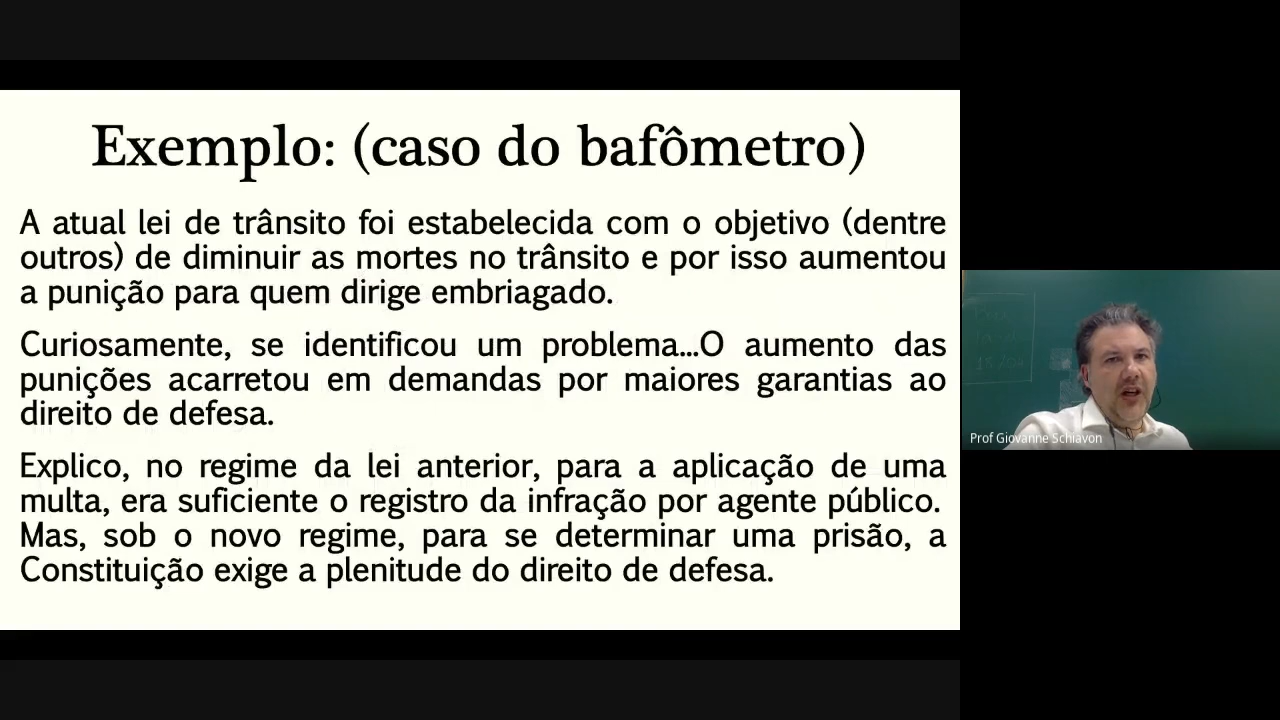 Exemplo: (caso do bafômetro)
A atual lei de trânsito foi estabelecida com o objetivo (dentre
outros) de diminuir as mortes no trânsito e por isso aumentou
a punição para quem dirige embriagado.
Curiosamente, se identificou um problema...O aumento das
punições acarretou em demandas por maiores garantias ao
direito de defesa.
Explico, no regime da lei anterior, para a aplicação de uma
multa, era suficiente o registro da infração por agente público.
Mas, sob o novo regime, para se determinar uma prisão, a
Constituição exige a plenitude do direito de defesa.
Prof Giovanne Schiavon